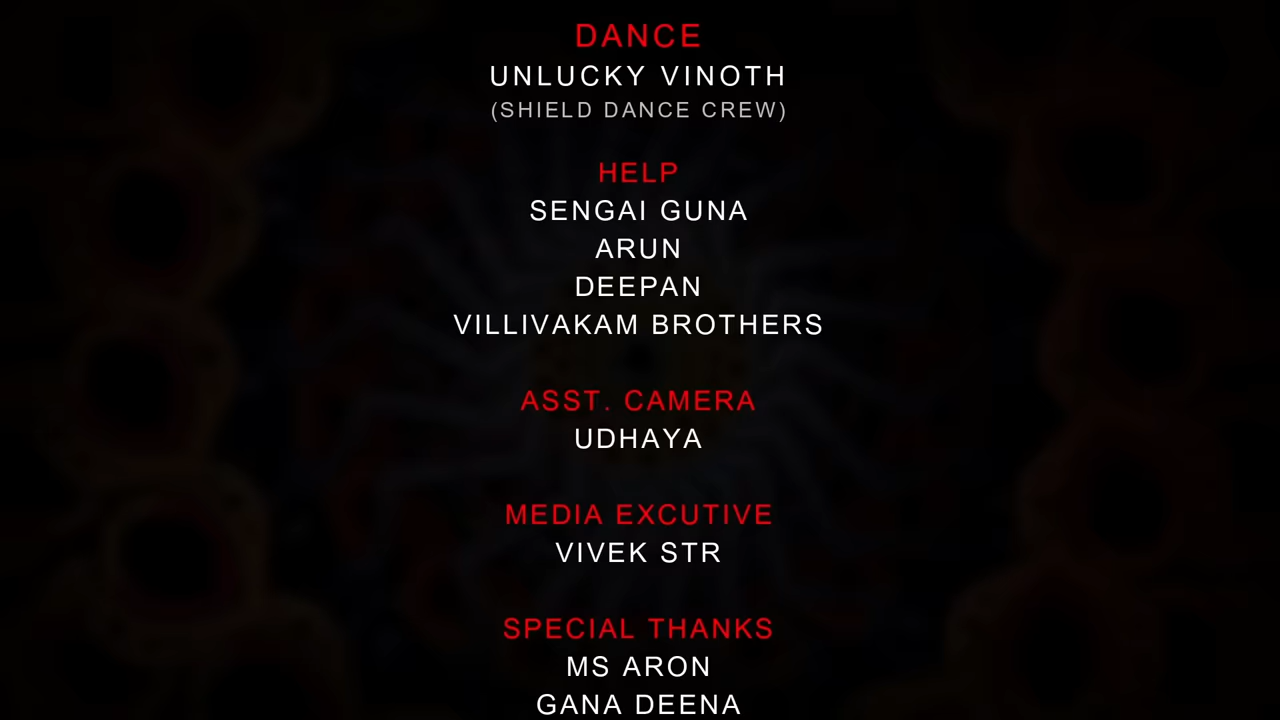 DANCE
UNLUCKY VINOTH
(SHIELD DANCE CREW)
HELP
SENGAI GUNA
ARUN
DEEPAN
VILLIVAKAM BROTHERS
ASST. CAMERA
UDHAYA
MEDIA EXCUTIVE
VIVEK STR
SPECIAL THANKS
MS ARON
GANA DEENA